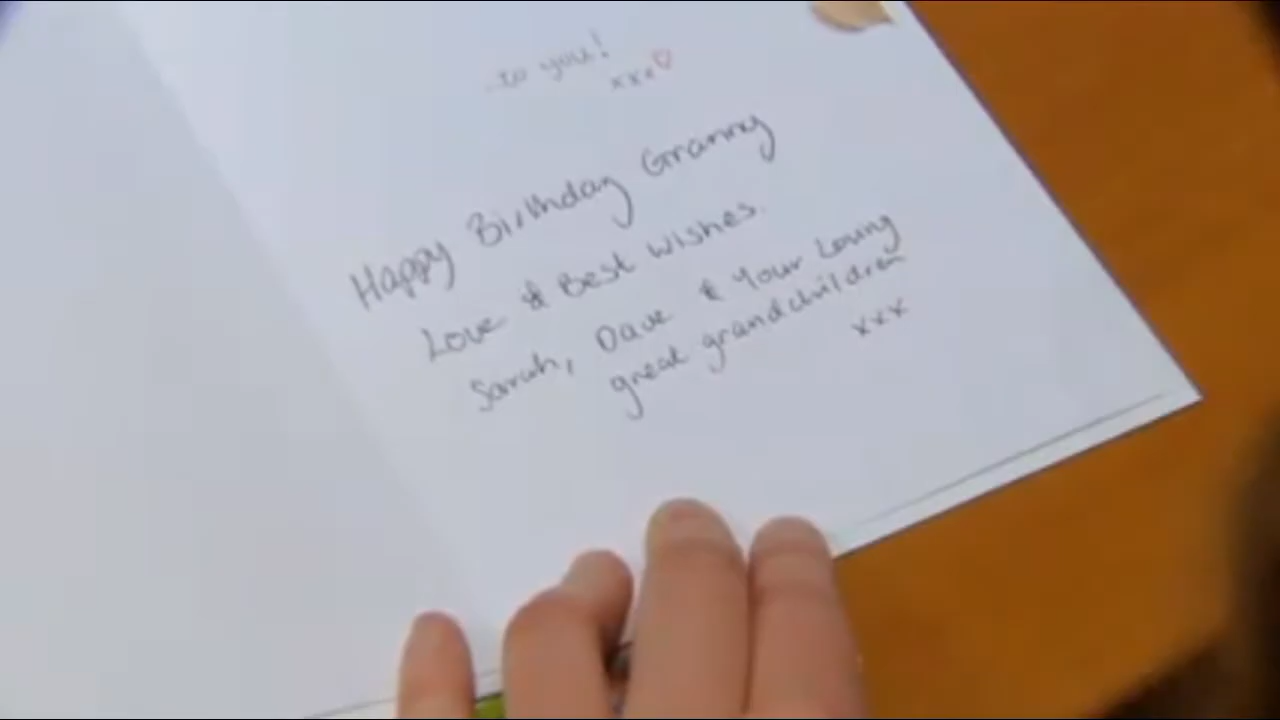 ..to you!
xxx♡
Happy Birthday Granny
Love & Best Wishes.
Sarah, Dave & Your Loving
great grandchildren
xxx